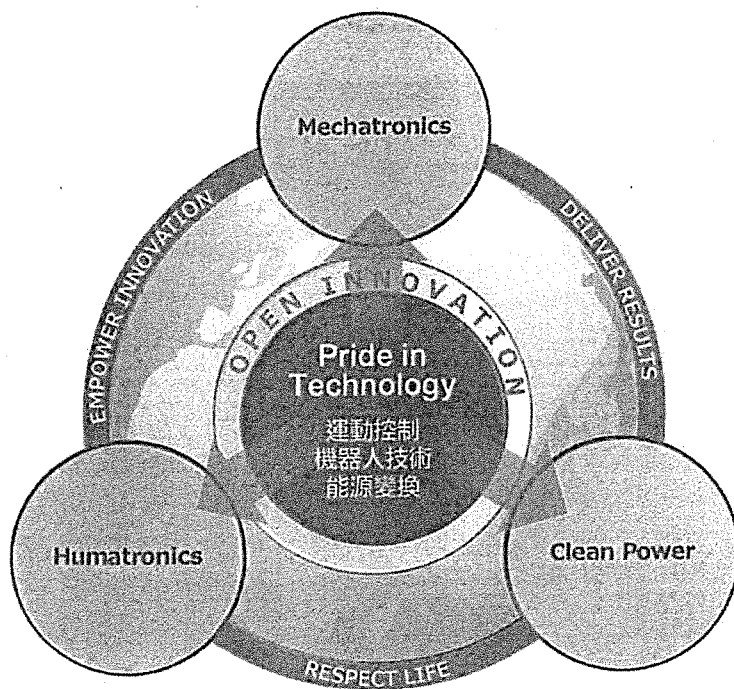 Mechatronics
EMPOWER INNOVATION
DELIVER RESULTS
OPEN INNOVATION
Pride in
Technology
運動控制
機器人技術
能源變換
Humatronics
Clean Power
RESPECT LIFE